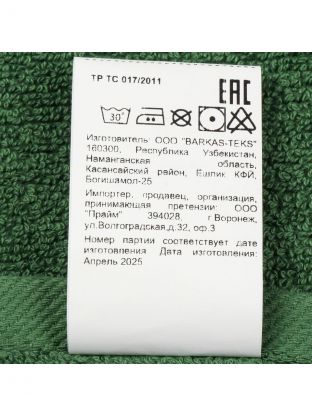 ТР ТС 017/2011
EAC
30°
Изготовитель: ООО "BARKAS-TEKS"
160300, Республика Узбекистан,
Наманганская область,
Касансайский район, Ешлик КФЙ,
Богишамол-25
Импортер, продавец, организация,
принимающая претензии: ООО
"Прайм" 394028, г Воронеж,
ул.Волгоградская,д.32, оф.3
Номер партии соответствует дате
изготовления Дата изготовления:
Апрель 2025